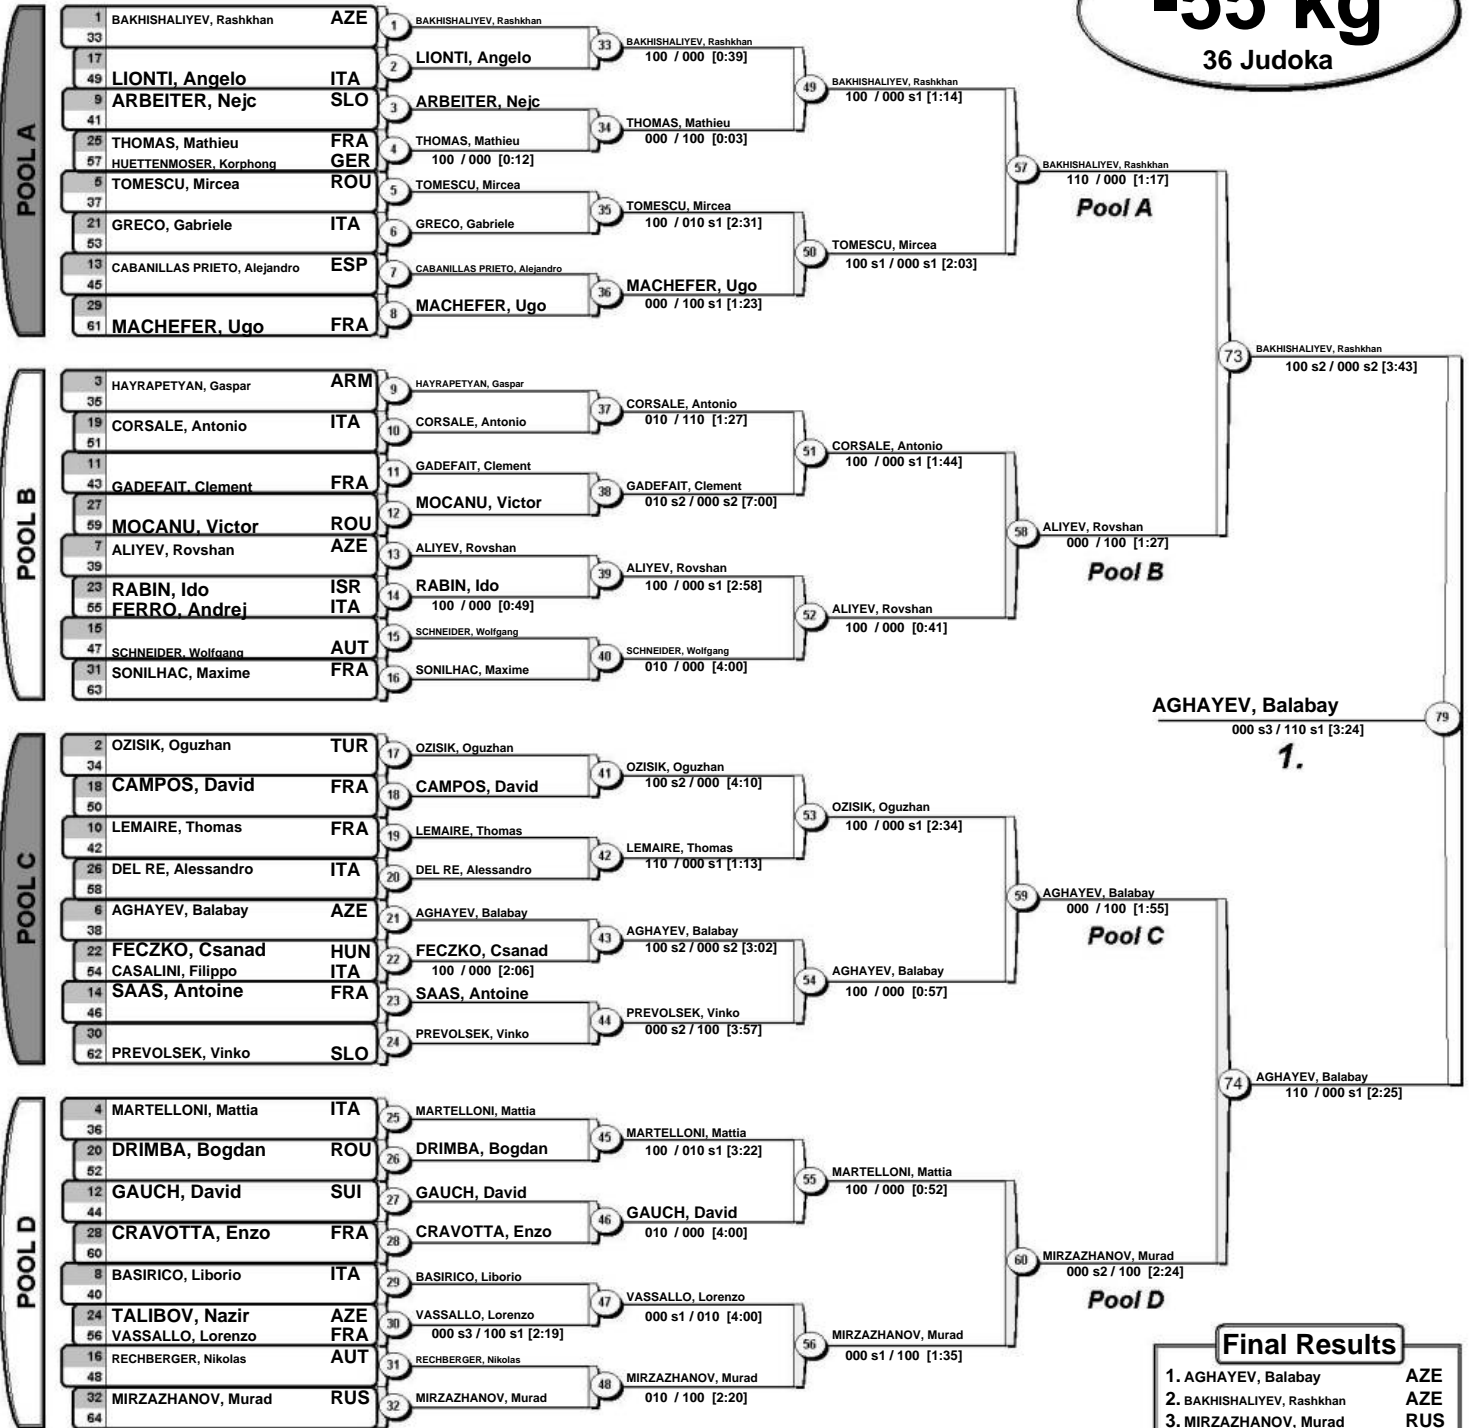 -55 kg
36 Judoka
POOL A
1 BAKHISHALIYEV, Rashkhan AZE
33
17
49 LIONTI, Angelo ITA
9 ARBEITER, Nejc SLO
41
25 THOMAS, Mathieu FRA
57 HUETTENMOSER, Korphong GER
5 TOMESCU, Mircea ROU
37
21 GRECO, Gabriele ITA
53
13 CABANILLAS PRIETO, Alejandro ESP
45
29
61 MACHEFER, Ugo FRA
1 BAKHISHALIYEV, Rashkhan
2 LIONTI, Angelo
3 ARBEITER, Nejc
4 THOMAS, Mathieu
100 / 000 [0:12]
5 TOMESCU, Mircea
6 GRECO, Gabriele
7 CABANILLAS PRIETO, Alejandro
8 MACHEFER, Ugo
33 BAKHISHALIYEV, Rashkhan
100 / 000 [0:39]
34 THOMAS, Mathieu
000 / 100 [0:03]
35 TOMESCU, Mircea
100 / 010 s1 [2:31]
36 MACHEFER, Ugo
000 / 100 s1 [1:23]
49 BAKHISHALIYEV, Rashkhan
100 / 000 s1 [1:14]
50 TOMESCU, Mircea
100 s1 / 000 s1 [2:03]
57 BAKHISHALIYEV, Rashkhan
110 / 000 [1:17]
Pool A
POOL B
3 HAYRAPETYAN, Gaspar ARM
35
19 CORSALE, Antonio ITA
51
11
43 GADEFAIT, Clement FRA
27
59 MOCANU, Victor ROU
7 ALIYEV, Rovshan AZE
39
23 RABIN, Ido ISR
55 FERRO, Andrej ITA
15
47 SCHNEIDER, Wolfgang AUT
31 SONILHAC, Maxime FRA
63
9 HAYRAPETYAN, Gaspar
10 CORSALE, Antonio
11 GADEFAIT, Clement
12 MOCANU, Victor
13 ALIYEV, Rovshan
14 RABIN, Ido
100 / 000 [0:49]
15 SCHNEIDER, Wolfgang
16 SONILHAC, Maxime
37 CORSALE, Antonio
010 / 110 [1:27]
38 GADEFAIT, Clement
010 s2 / 000 s2 [7:00]
39 ALIYEV, Rovshan
100 / 000 s1 [2:58]
40 SCHNEIDER, Wolfgang
010 / 000 [4:00]
51 CORSALE, Antonio
100 / 000 s1 [1:44]
52 ALIYEV, Rovshan
100 / 000 [0:41]
58 ALIYEV, Rovshan
000 / 100 [1:27]
Pool B
73 BAKHISHALIYEV, Rashkhan
100 s2 / 000 s2 [3:43]
AGHAYEV, Balabay 79
000 s3 / 110 s1 [3:24]
1.
POOL C
2 OZISIK, Oguzhan TUR
34
18 CAMPOS, David FRA
50
10 LEMAIRE, Thomas FRA
42
26 DEL RE, Alessandro ITA
58
6 AGHAYEV, Balabay AZE
38
22 FECZKO, Csanad HUN
54 CASALINI, Filippo ITA
14 SAAS, Antoine FRA
46
30
62 PREVOLSEK, Vinko SLO
17 OZISIK, Oguzhan
18 CAMPOS, David
19 LEMAIRE, Thomas
20 DEL RE, Alessandro
21 AGHAYEV, Balabay
22 FECZKO, Csanad
100 / 000 [2:06]
23 SAAS, Antoine
24 PREVOLSEK, Vinko
41 OZISIK, Oguzhan
100 s2 / 000 [4:10]
42 LEMAIRE, Thomas
110 / 000 s1 [1:13]
43 AGHAYEV, Balabay
100 s2 / 000 s2 [3:02]
44 PREVOLSEK, Vinko
000 s2 / 100 [3:57]
53 OZISIK, Oguzhan
100 / 000 s1 [2:34]
54 AGHAYEV, Balabay
100 / 000 [0:57]
59 AGHAYEV, Balabay
000 / 100 [1:55]
Pool C
POOL D
4 MARTELLONI, Mattia ITA
36
20 DRIMBA, Bogdan ROU
52
12 GAUCH, David SUI
44
28 CRAVOTTA, Enzo FRA
60
8 BASIRICO, Liborio ITA
40
24 TALIBOV, Nazir AZE
56 VASSALLO, Lorenzo FRA
16 RECHBERGER, Nikolas AUT
48
32 MIRZAZHANOV, Murad RUS
64
25 MARTELLONI, Mattia
26 DRIMBA, Bogdan
27 GAUCH, David
28 CRAVOTTA, Enzo
29 BASIRICO, Liborio
30 VASSALLO, Lorenzo
000 s3 / 100 s1 [2:19]
31 RECHBERGER, Nikolas
32 MIRZAZHANOV, Murad
45 MARTELLONI, Mattia
100 / 010 s1 [3:22]
46 GAUCH, David
010 / 000 [4:00]
47 VASSALLO, Lorenzo
000 s1 / 010 [4:00]
48 MIRZAZHANOV, Murad
010 / 100 [2:20]
55 MARTELLONI, Mattia
100 / 000 [0:52]
56 MIRZAZHANOV, Murad
000 s1 / 100 [1:35]
60 MIRZAZHANOV, Murad
000 s2 / 100 [2:24]
Pool D
74 AGHAYEV, Balabay
110 / 000 s1 [2:25]
Final Results
1. AGHAYEV, Balabay AZE
2. BAKHISHALIYEV, Rashkhan AZE
3. MIRZAZHANOV, Murad RUS